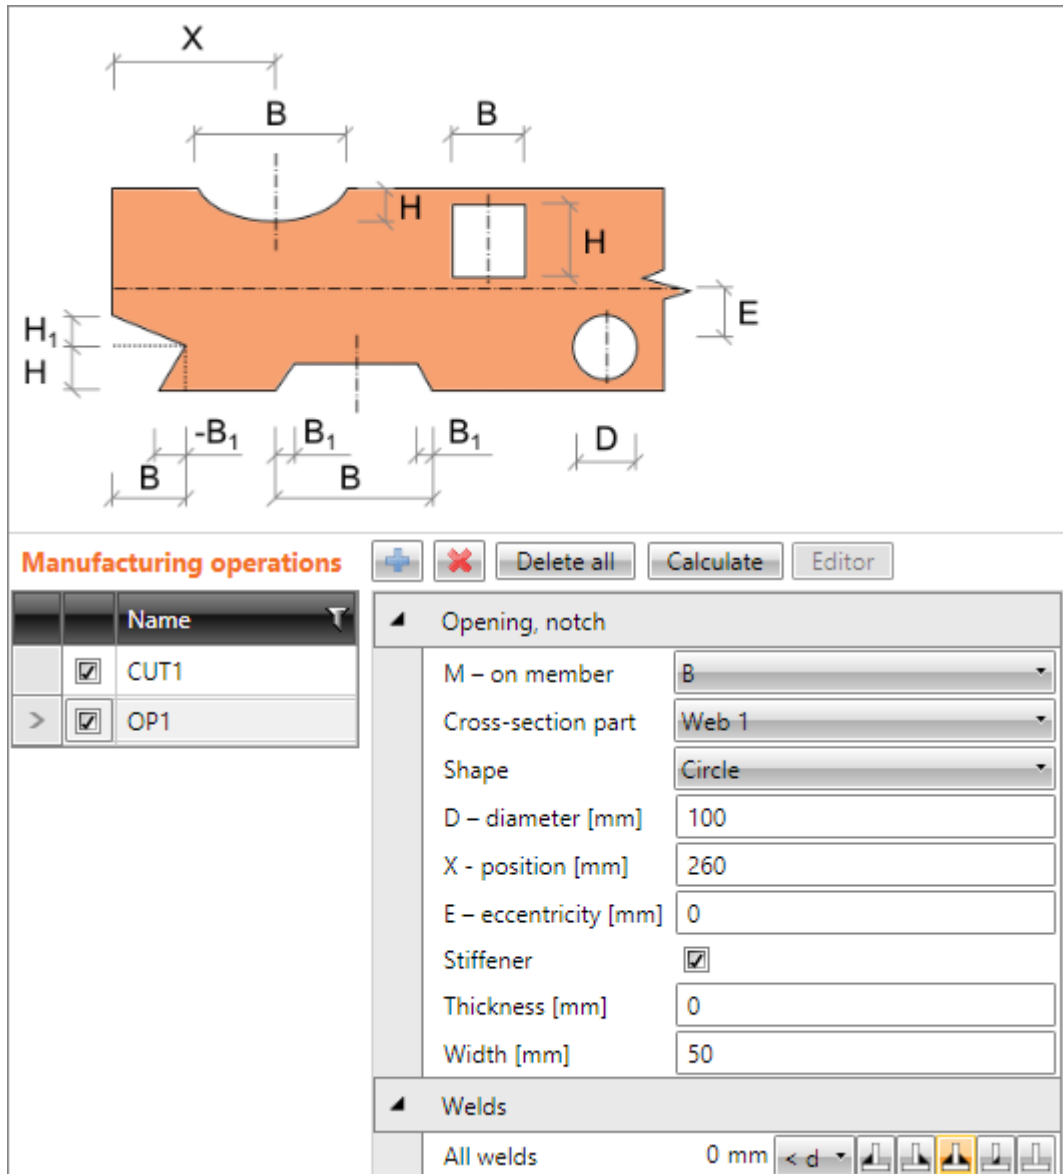 X
B B
H
H
E
H₁
H
-B₁ B₁ B₁ D
B B
Manufacturing operations Delete all Calculate Editor
Name
CUT1
OP1
Opening, notch
M – on member B
Cross-section part Web 1
Shape Circle
D – diameter [mm] 100
X - position [mm] 260
E – eccentricity [mm] 0
Stiffener
Thickness [mm] 0
Width [mm] 50
Welds
All welds 0 mm < d